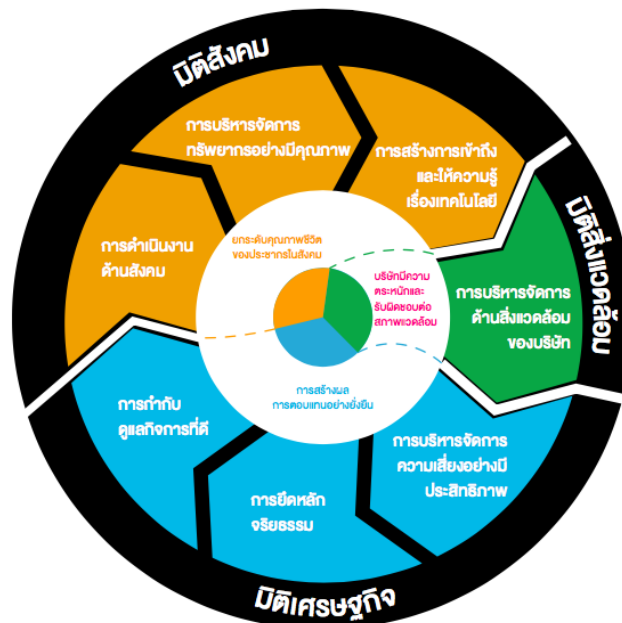 มิติสังคม
การบริหารจัดการ
ทรัพยากรอย่างมีคุณภาพ
การสร้างการเข้าถึง
และให้ความรู้
เรื่องเทคโนโลยี
มิติสิ่งแวดล้อม
การดำเนินงาน
ด้านสังคม
ยกระดับคุณภาพชีวิต
ของประชากรในสังคม
บริษัทมีความ
ตระหนักและ
รับผิดชอบต่อ
สภาพแวดล้อม
การบริหารจัดการ
ด้านสิ่งแวดล้อม
ของบริษัท
การสร้างผล
การตอบแทนอย่างยั่งยืน
การกำกับ
ดูแลกิจการที่ดี
การบริหารจัดการ
ความเสี่ยงอย่างมี
ประสิทธิภาพ
การยึดหลัก
จริยธรรม
มิติเศรษฐกิจ